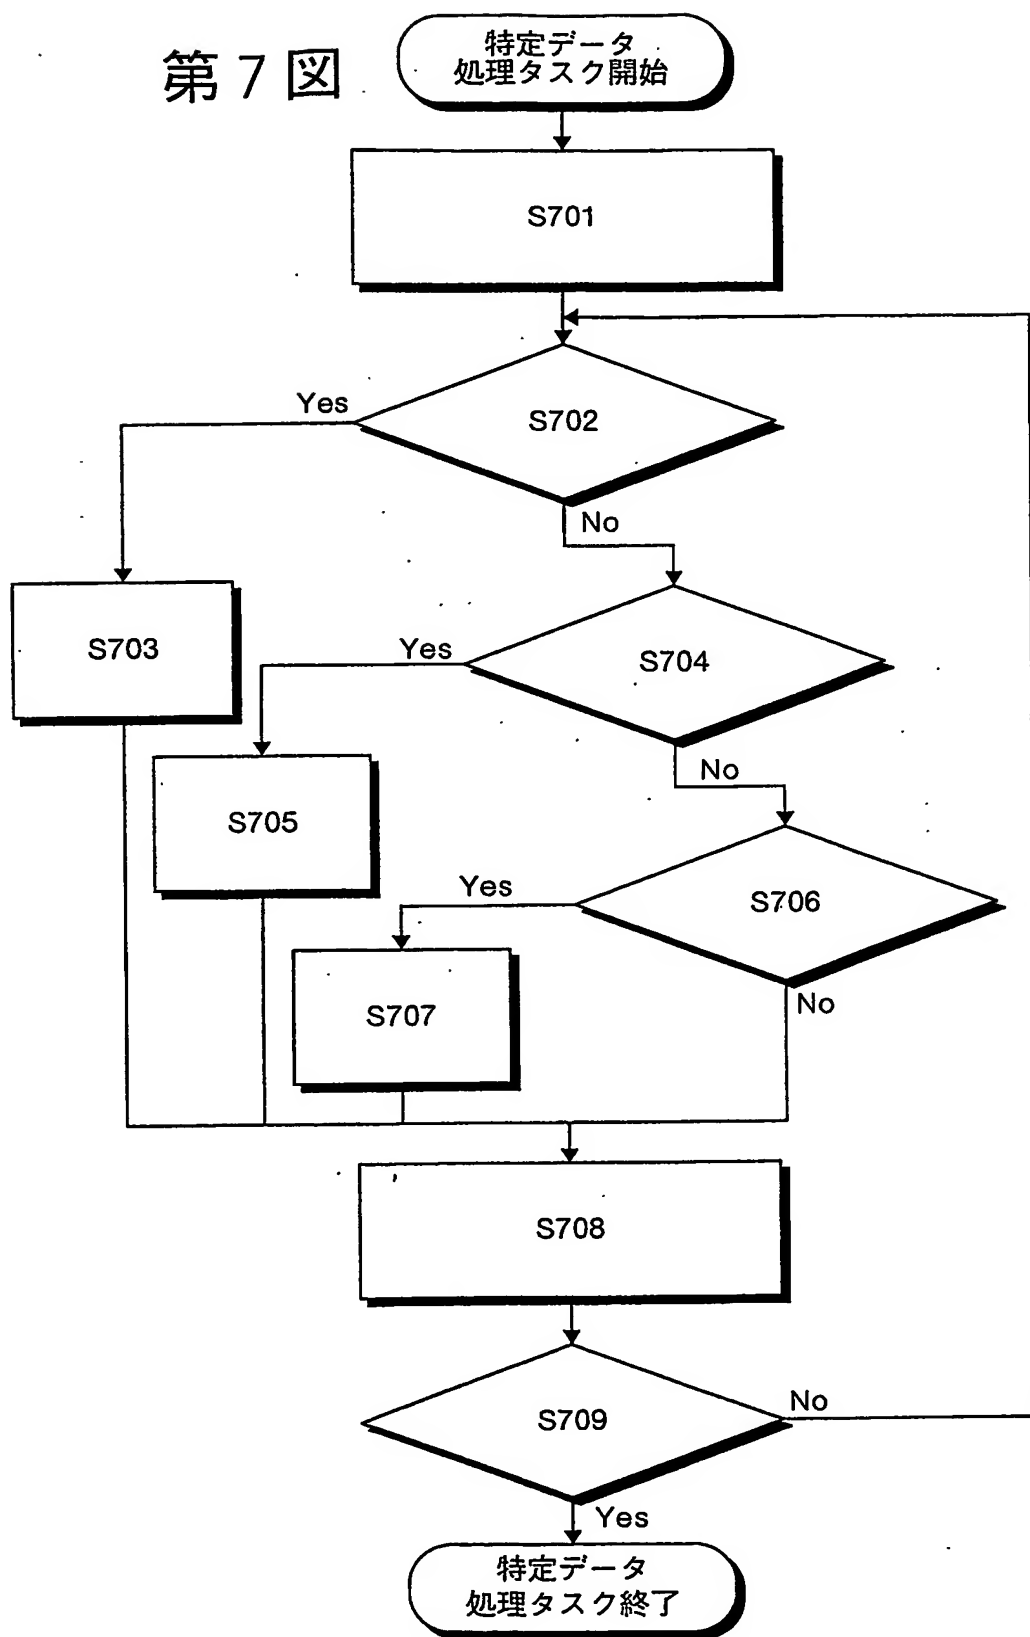 第7図
特定データ
処理タスク開始
S701
S702
Yes
No
S703
S704
Yes
No
S705
S706
Yes
No
S707
S708
S709
No
Yes
特定データ
処理タスク終了